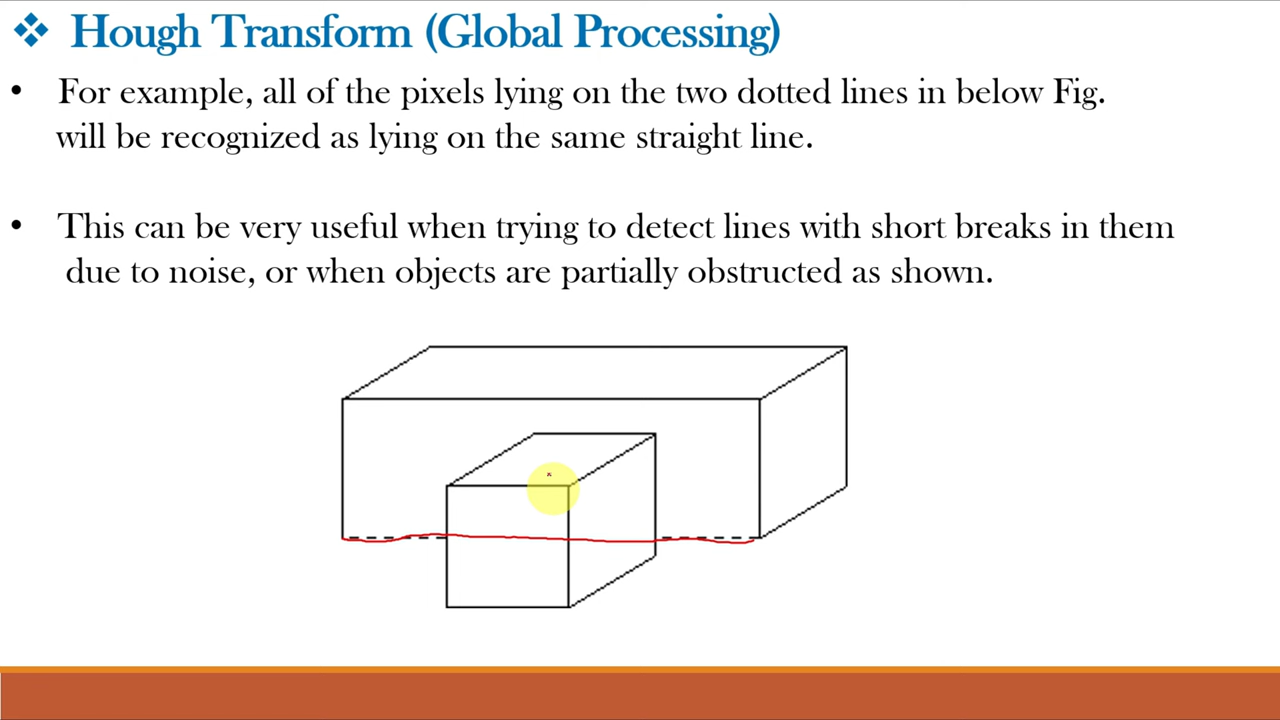 ❖ Hough Transform (Global Processing)
• For example, all of the pixels lying on the two dotted lines in below Fig.
will be recognized as lying on the same straight line.
• This can be very useful when trying to detect lines with short breaks in them
due to noise, or when objects are partially obstructed as shown.